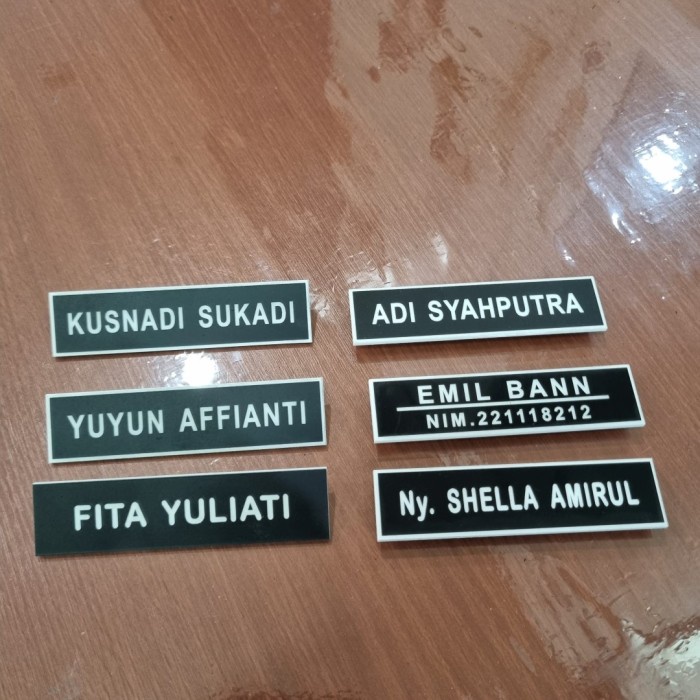 KUSNADI SUKADI
YUYUN AFFIANTI
FITA YULIATI
ADI SYAHPUTRA
EMIL BANN
NIM.221118212
Ny. SHELLA AMIRUL